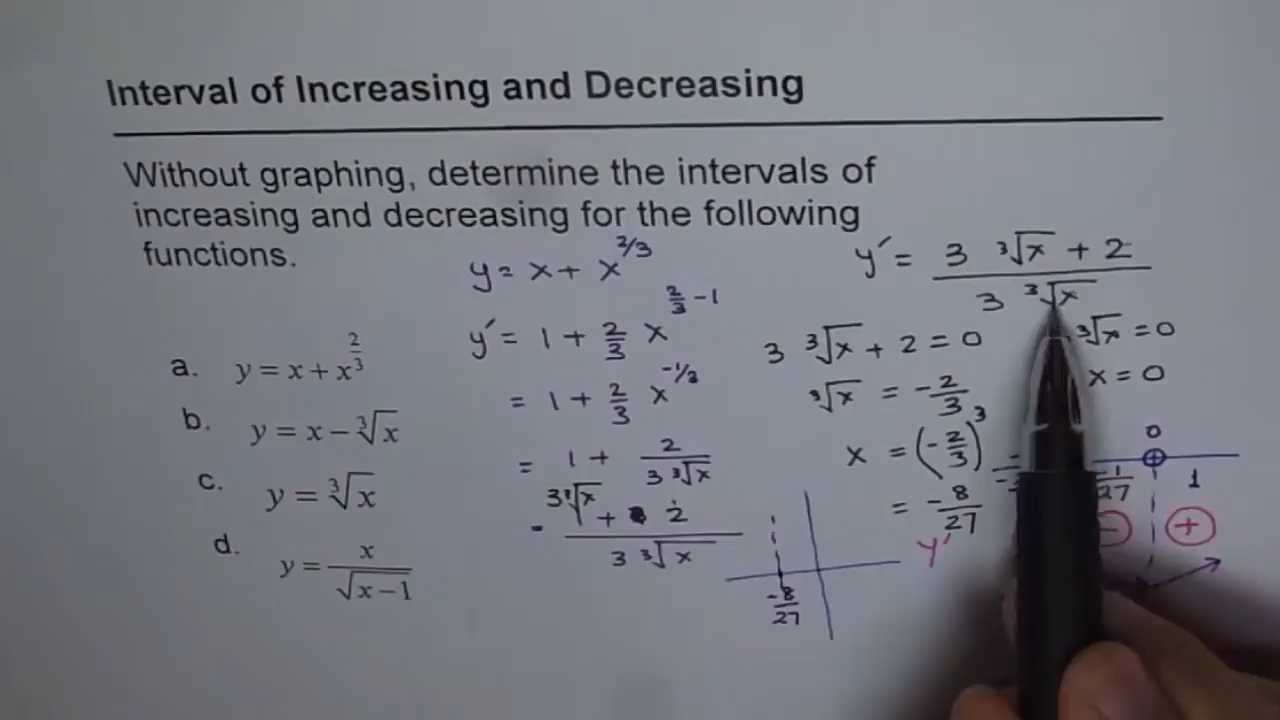 Interval of Increasing and Decreasing
Without graphing, determine the intervals of
increasing and decreasing for the following
functions.
a. y = x + x^{2/3}
b. y = x − ∛x
c. y = ∛x
d. y = x / √(x−1)
y = x + x^{2/3}
y′ = 1 + 2/3 x^{2/3 - 1}
= 1 + 2/3 x^{-1/3}
= 1 + 2 / 3 ∛x
3∛x + 2 / 3 ∛x
y′ = 3 ∛x + 2 / 3 ∛x
3 ∛x + 2 = 0
∛x = -2/3
x = (-2/3)^3
= -8/27
∛x = 0
x = 0
0
-1/27 1
y′ − +
-8/27